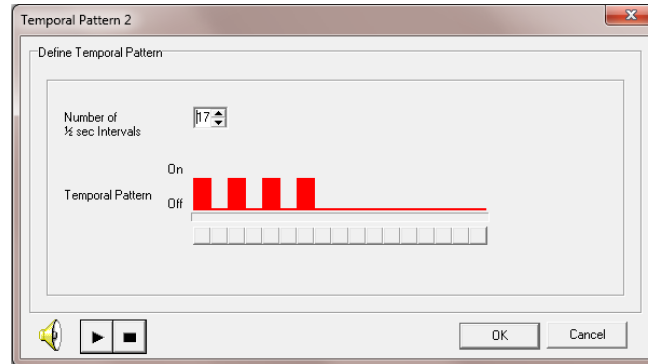 Temporal Pattern 2
Define Temporal Pattern
Number of
½ sec Intervals
17
On
Temporal Pattern
Off
OK
Cancel